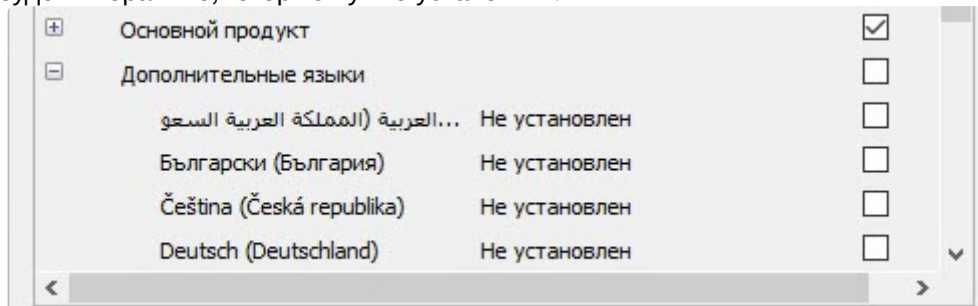 Основной продукт
Дополнительные языки
العربية (المملكة العربية السعو... Не установлен
Български (България) Не установлен
Čeština (Česká republika) Не установлен
Deutsch (Deutschland) Не установлен